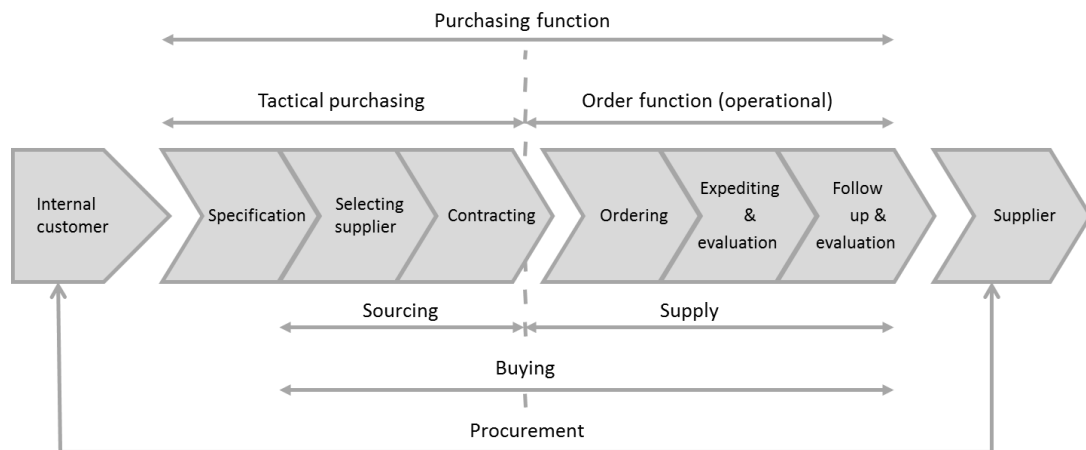 Purchasing function
Tactical purchasing
Order function (operational)
Internal
customer
Specification
Selecting
supplier
Contracting
Ordering
Expediting
&
evaluation
Follow
up &
evaluation
Supplier
Sourcing
Supply
Buying
Procurement